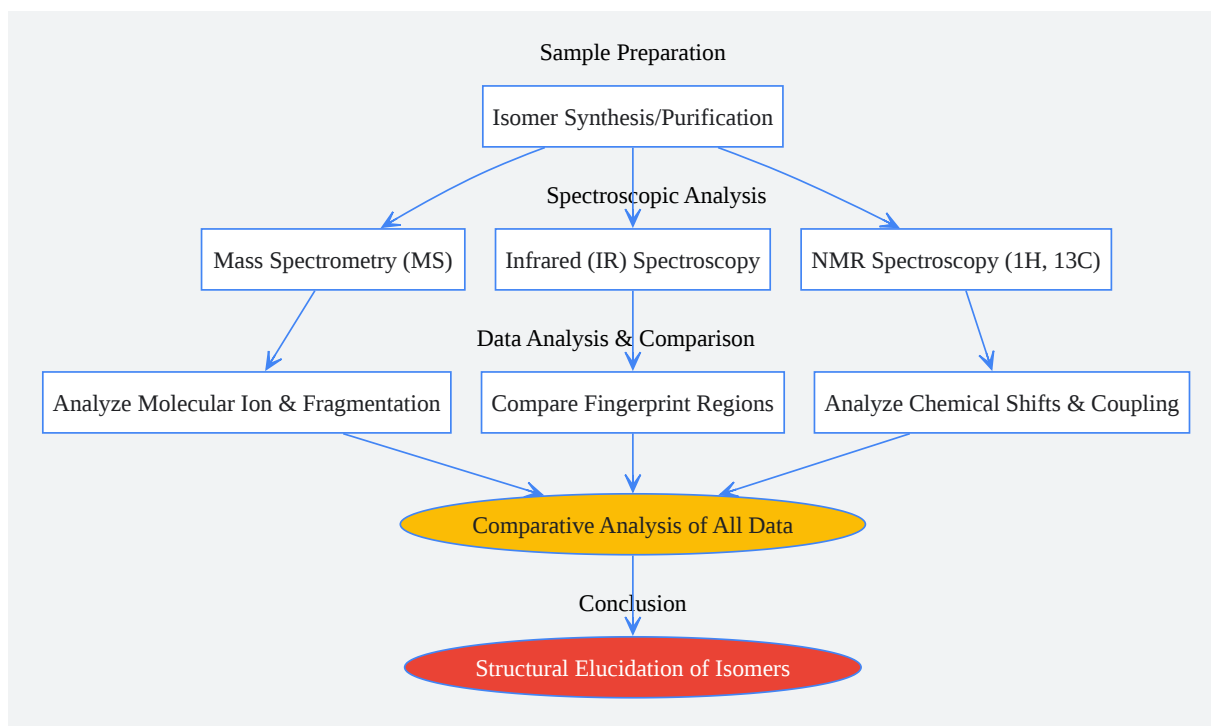 Sample Preparation
Isomer Synthesis/Purification
Spectroscopic Analysis
Mass Spectrometry (MS)
Infrared (IR) Spectroscopy
NMR Spectroscopy (1H, 13C)
Data Analysis & Comparison
Analyze Molecular Ion & Fragmentation
Compare Fingerprint Regions
Analyze Chemical Shifts & Coupling
Comparative Analysis of All Data
Conclusion
Structural Elucidation of Isomers